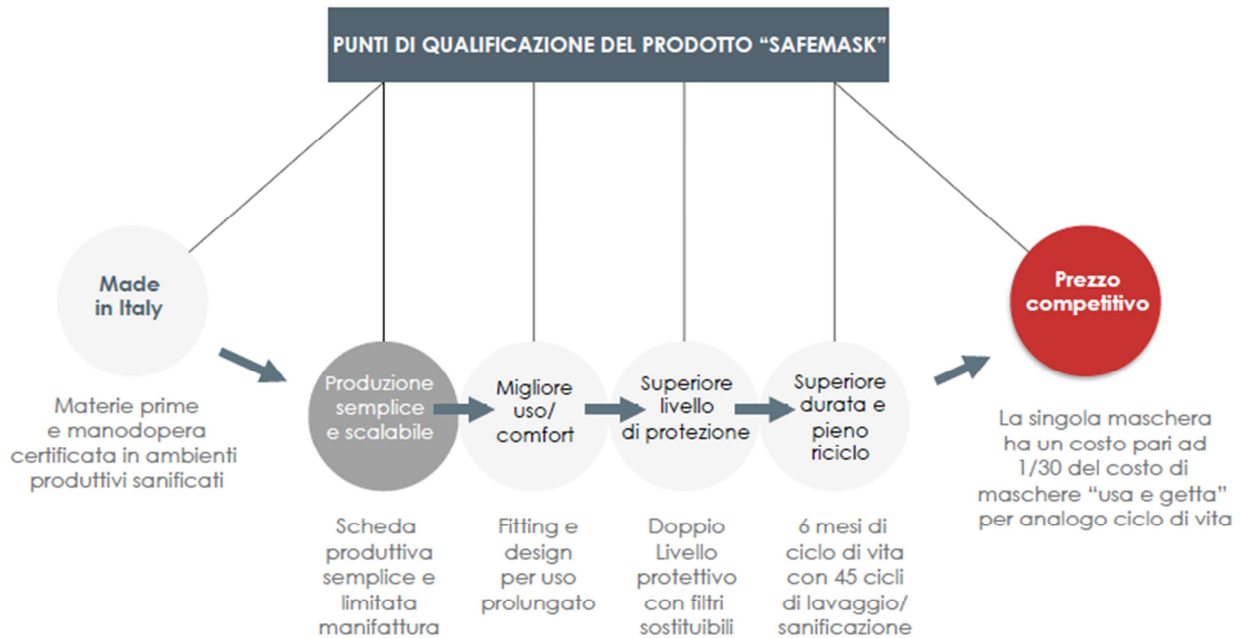 PUNTI DI QUALIFICAZIONE DEL PRODOTTO “SAFEMASK”
Made
in Italy
Materie prime
e manodopera
certificata in ambienti
produttivi sanificati
Produzione
semplice
e scalabile
Scheda
produttiva
semplice e
limitata
manifattura
Migliore
uso/
comfort
Fitting e
design
per uso
prolungato
Superiore
livello
di protezione
Doppio
Livello
protettivo
con filtri
sostituibili
Superiore
durata e
pieno
riciclo
6 mesi di
ciclo di vita
con 45 cicli
di lavaggio/
sanificazione
Prezzo
competitivo
La singola maschera
ha un costo pari ad
1/30 del costo di
maschere “usa e getta”
per analogo ciclo di vita